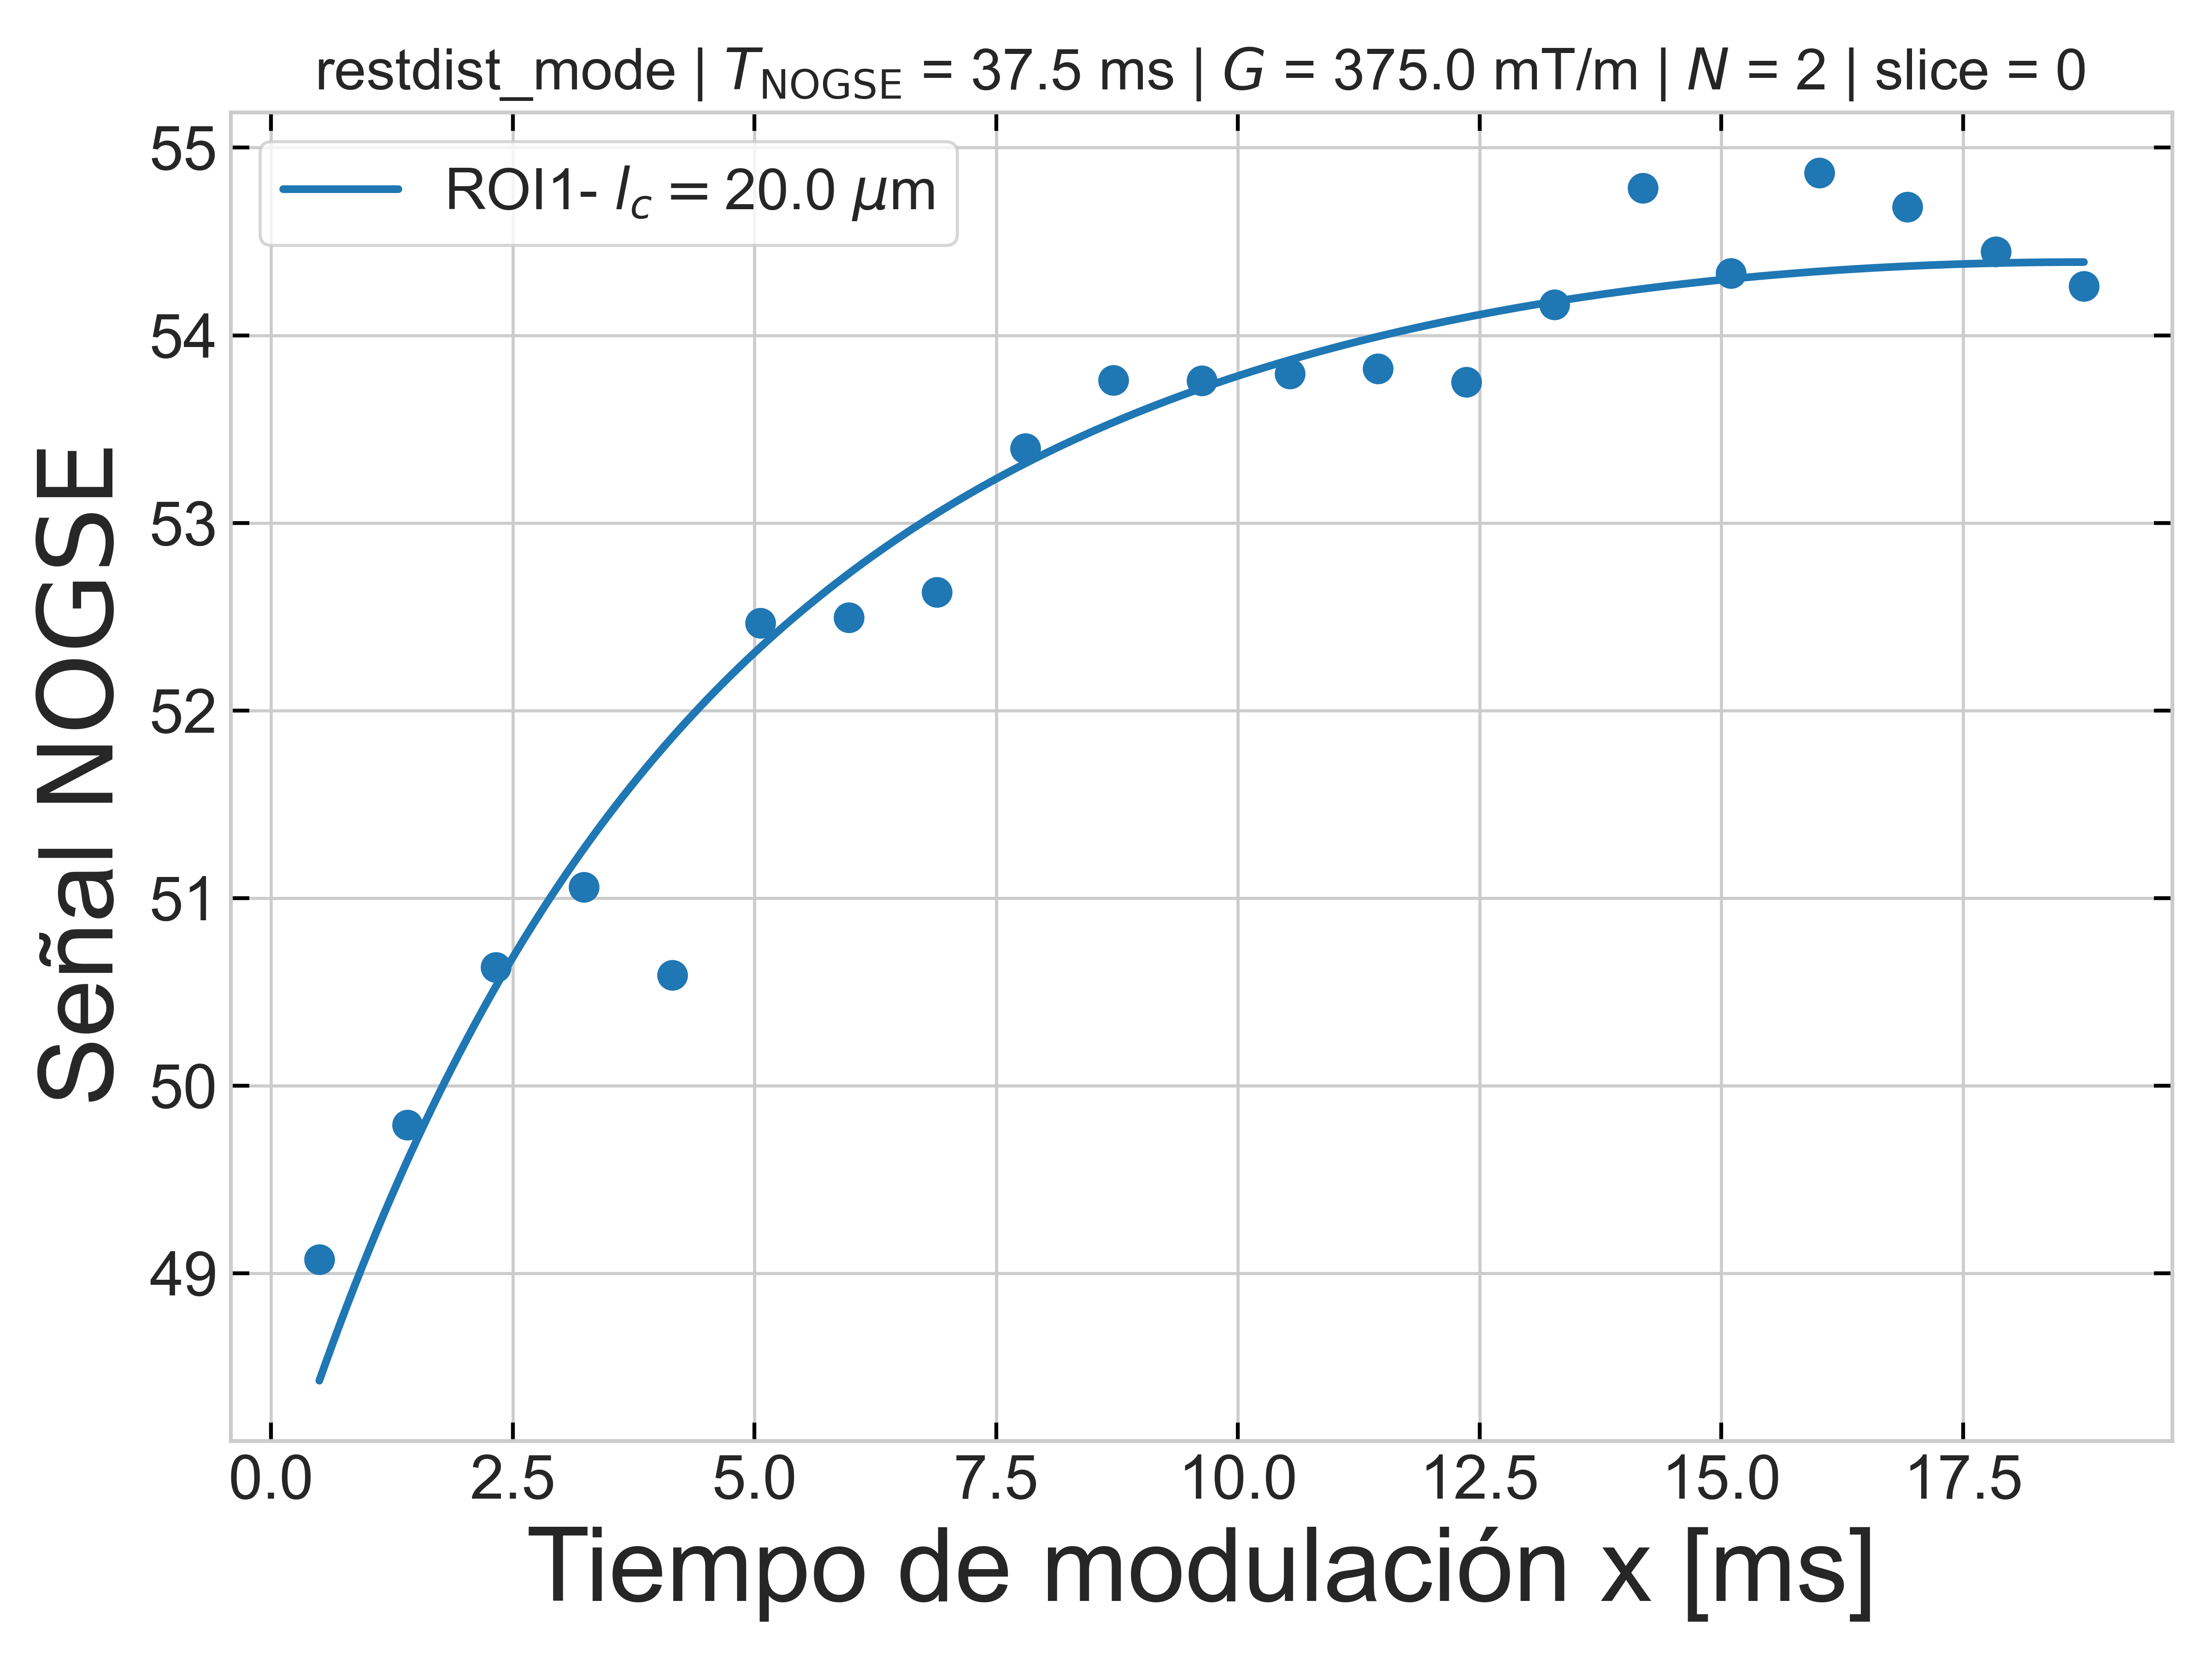 restdist_mode | T_NOGSE = 37.5 ms | G = 375.0 mT/m | N = 2 | slice = 0
ROI1- l_c = 20.0 μm
Señal NOGSE
55
54
53
52
51
50
49
0.0 2.5 5.0 7.5 10.0 12.5 15.0 17.5
Tiempo de modulación x [ms]